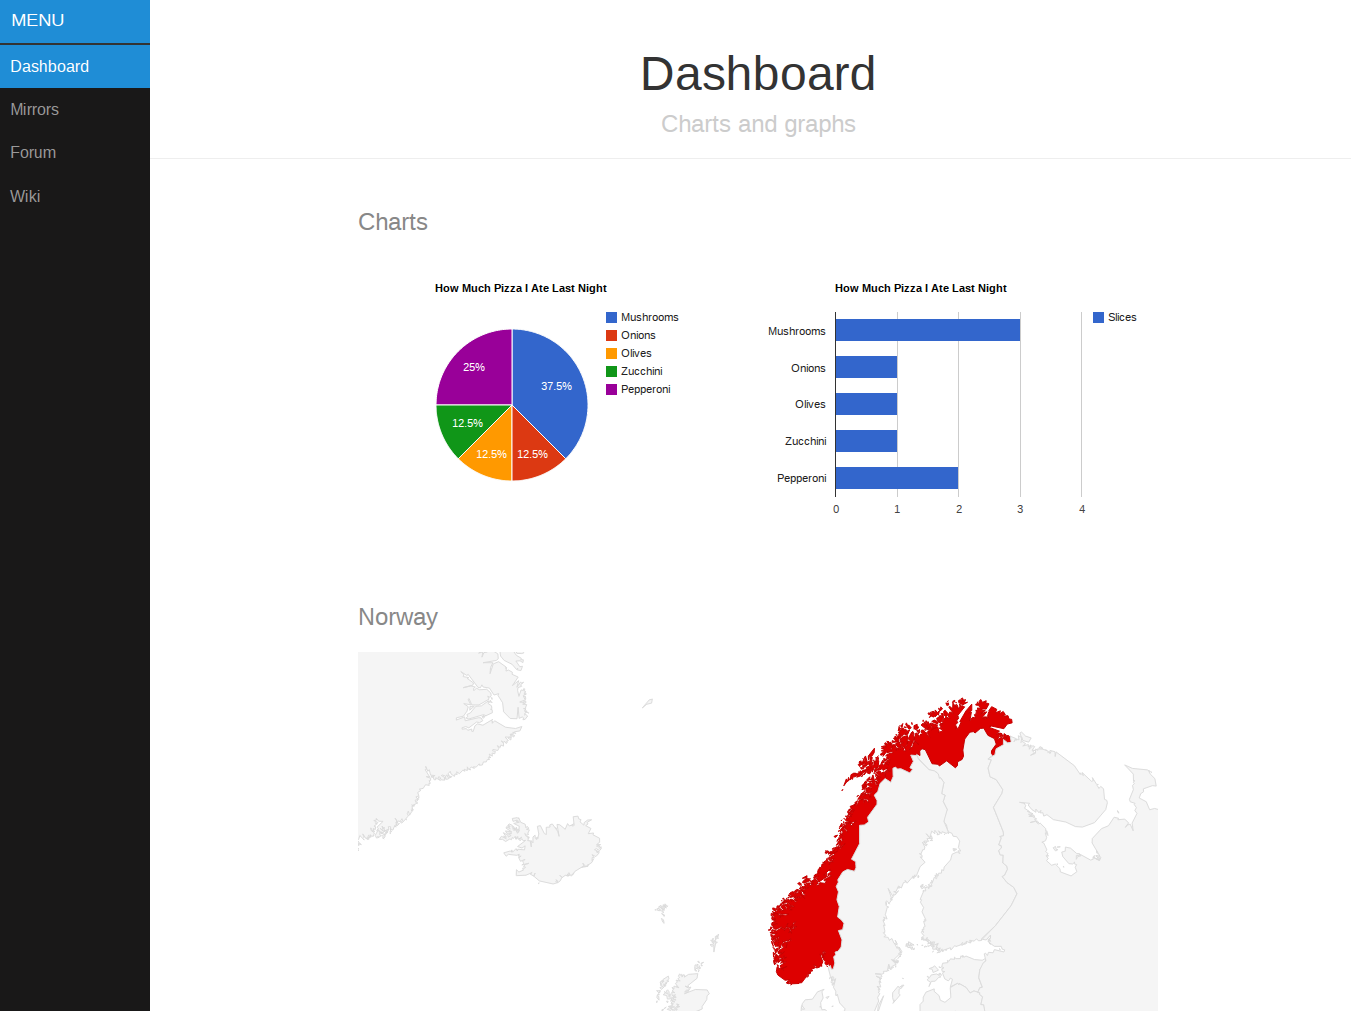 MENU
Dashboard
Mirrors
Forum
Wiki
Dashboard
Charts and graphs
Charts
How Much Pizza I Ate Last Night
Mushrooms
Onions
Olives
Zucchini
Pepperoni
25%
37.5%
12.5%
12.5%
12.5%
How Much Pizza I Ate Last Night
Slices
Mushrooms
Onions
Olives
Zucchini
Pepperoni
0 1 2 3 4
Norway